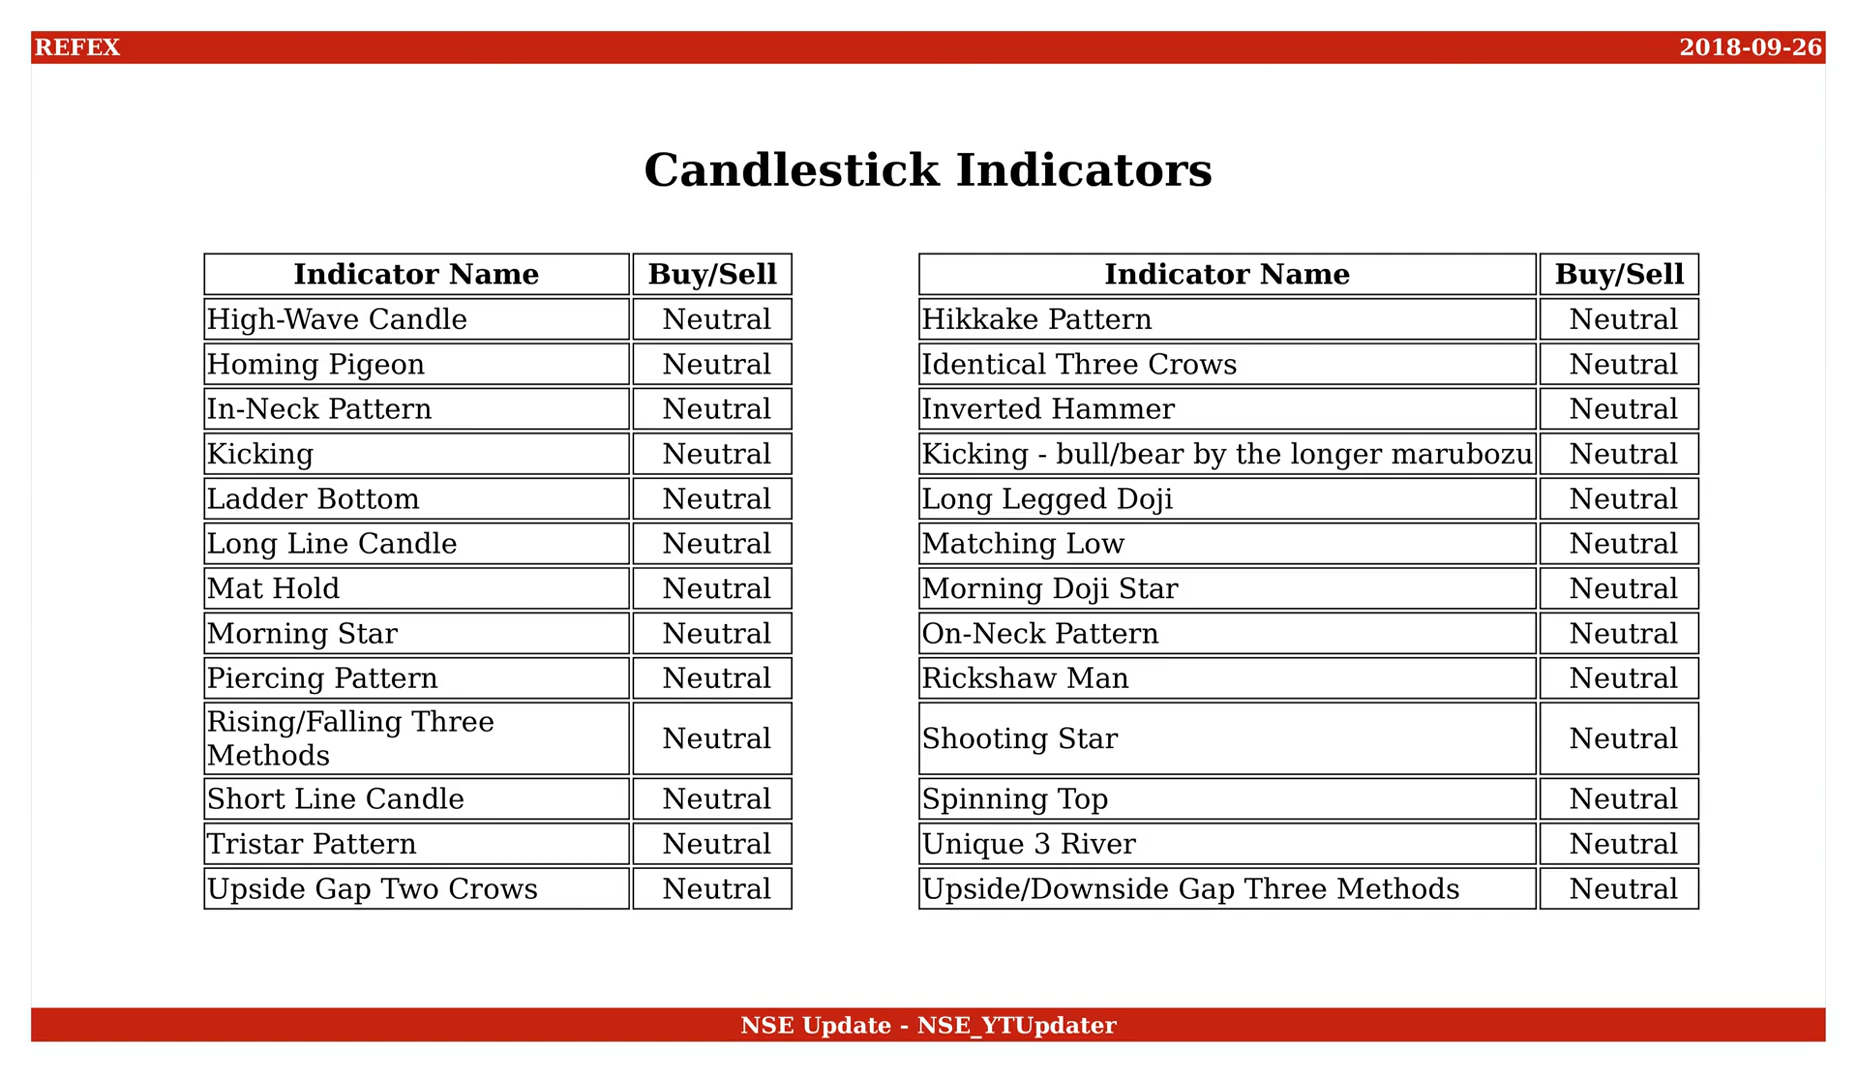 REFEX
2018-09-26
Candlestick Indicators
Indicator Name Buy/Sell
High-Wave Candle Neutral
Homing Pigeon Neutral
In-Neck Pattern Neutral
Kicking Neutral
Ladder Bottom Neutral
Long Line Candle Neutral
Mat Hold Neutral
Morning Star Neutral
Piercing Pattern Neutral
Rising/Falling Three
Methods Neutral
Short Line Candle Neutral
Tristar Pattern Neutral
Upside Gap Two Crows Neutral
Indicator Name Buy/Sell
Hikkake Pattern Neutral
Identical Three Crows Neutral
Inverted Hammer Neutral
Kicking - bull/bear by the longer marubozu Neutral
Long Legged Doji Neutral
Matching Low Neutral
Morning Doji Star Neutral
On-Neck Pattern Neutral
Rickshaw Man Neutral
Shooting Star Neutral
Spinning Top Neutral
Unique 3 River Neutral
Upside/Downside Gap Three Methods Neutral
NSE Update - NSE_YTUpdater